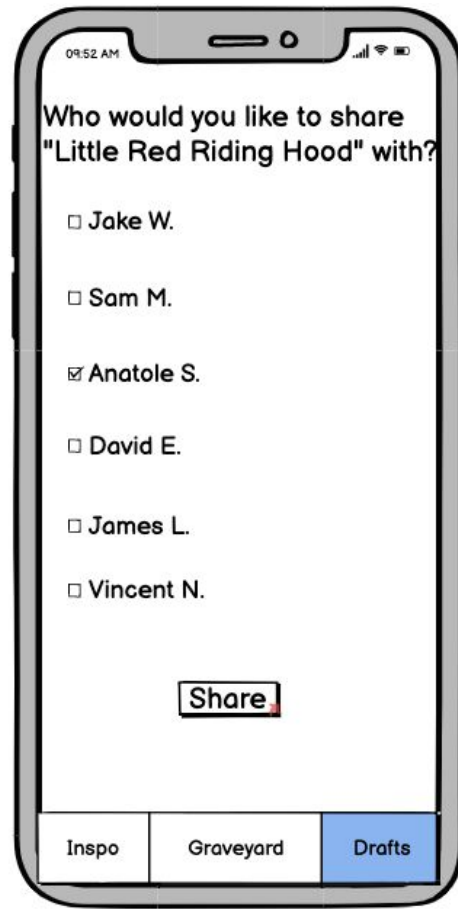 09:52 AM
Who would you like to share
"Little Red Riding Hood" with?
Jake W.
Sam M.
Anatole S.
David E.
James L.
Vincent N.
Share
Inspo Graveyard Drafts